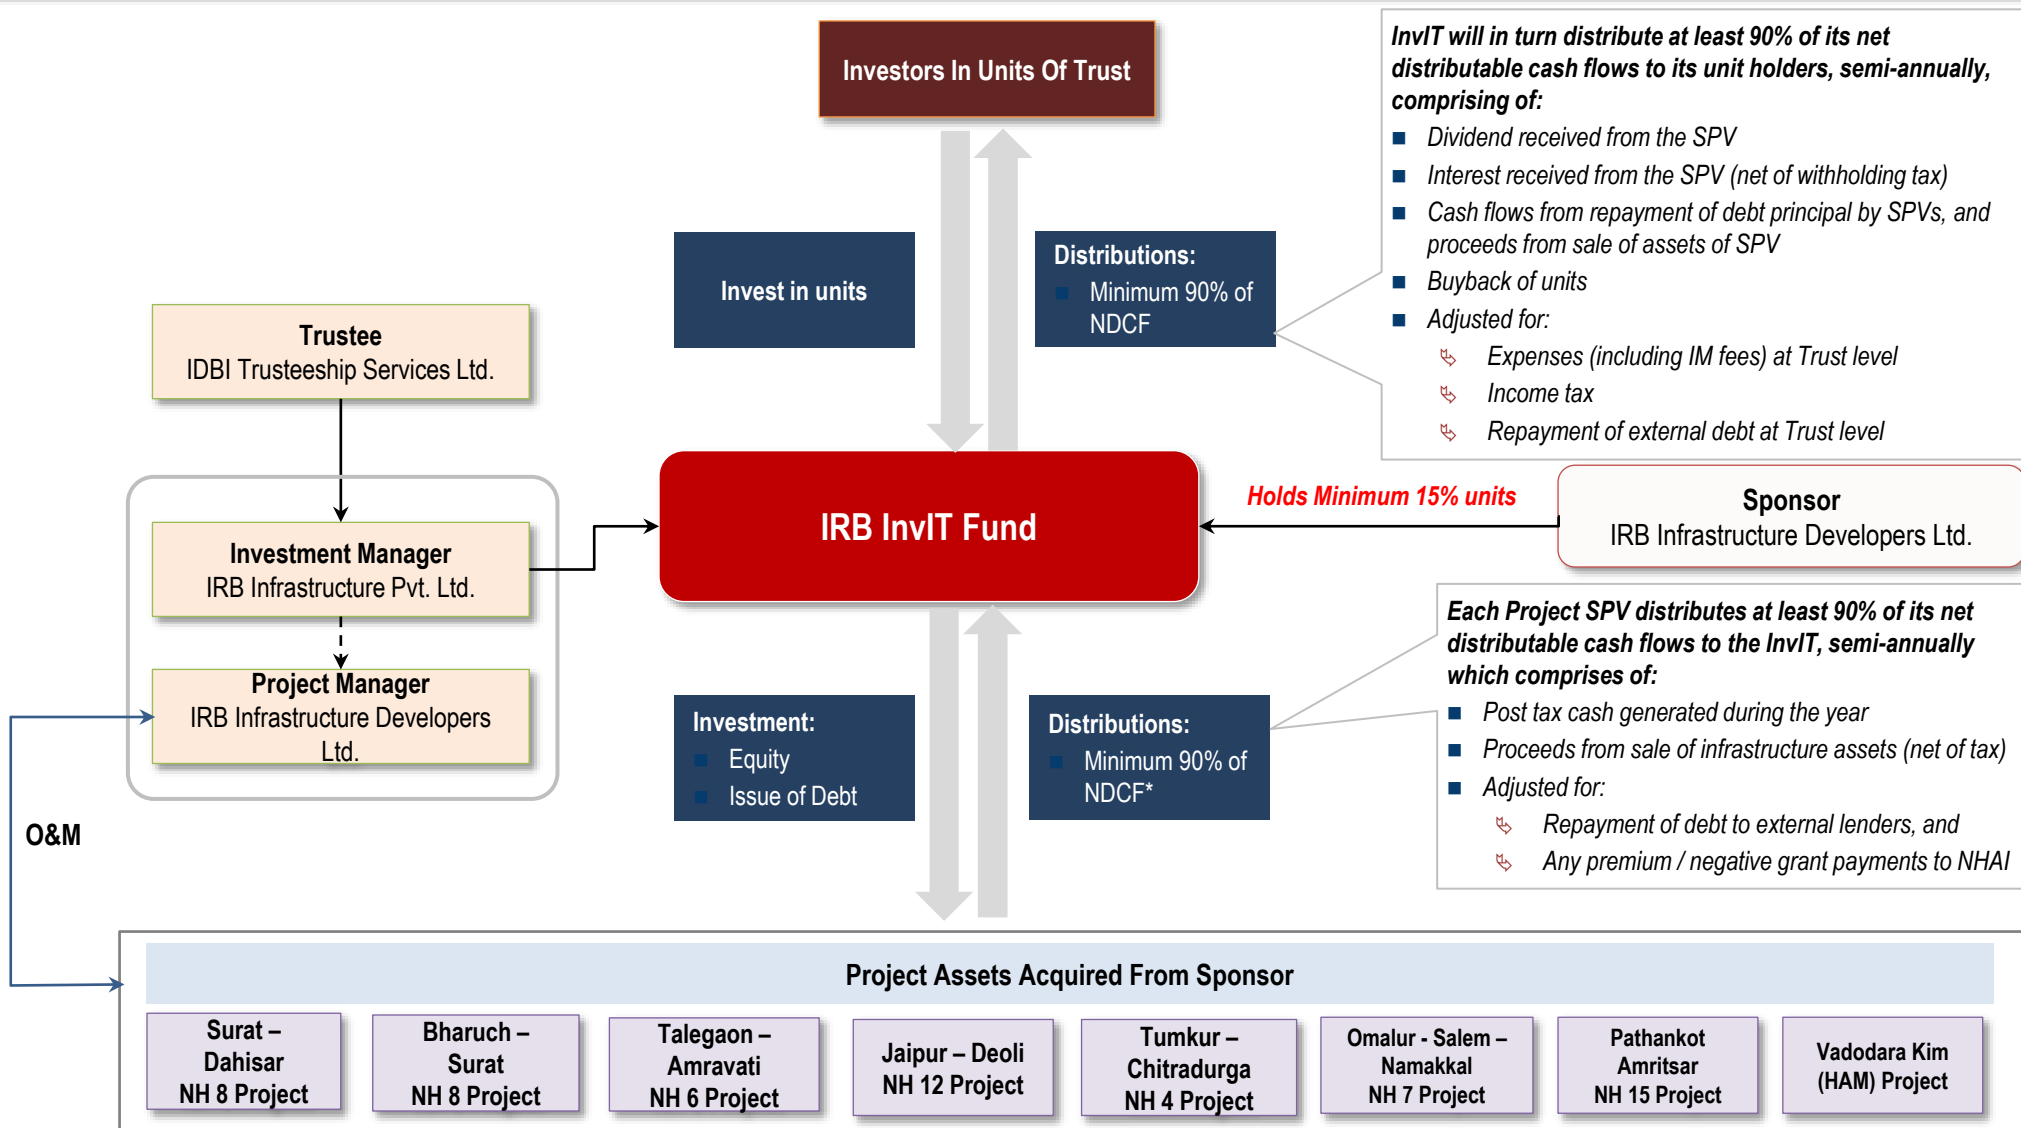 Investors In Units Of Trust
InvIT will in turn distribute at least 90% of its net
distributable cash flows to its unit holders, semi-annually,
comprising of:
Dividend received from the SPV
Interest received from the SPV (net of withholding tax)
Cash flows from repayment of debt principal by SPVs, and
proceeds from sale of assets of SPV
Buyback of units
Adjusted for:
Expenses (including IM fees) at Trust level
Income tax
Repayment of external debt at Trust level
Invest in units
Distributions:
Minimum 90% of
NDCF
Trustee
IDBI Trusteeship Services Ltd.
Investment Manager
IRB Infrastructure Pvt. Ltd.
Project Manager
IRB Infrastructure Developers
Ltd.
IRB InvIT Fund
Holds Minimum 15% units
Sponsor
IRB Infrastructure Developers Ltd.
Each Project SPV distributes at least 90% of its net
distributable cash flows to the InvIT, semi-annually
which comprises of:
Post tax cash generated during the year
Proceeds from sale of infrastructure assets (net of tax)
Adjusted for:
Repayment of debt to external lenders, and
Any premium / negative grant payments to NHAI
Investment:
Equity
Issue of Debt
Distributions:
Minimum 90% of
NDCF*
O&M
Project Assets Acquired From Sponsor
Surat –
Dahisar
NH 8 Project
Bharuch –
Surat
NH 8 Project
Talegaon –
Amravati
NH 6 Project
Jaipur – Deoli
NH 12 Project
Tumkur –
Chitradurga
NH 4 Project
Omalur - Salem –
Namakkal
NH 7 Project
Pathankot
Amritsar
NH 15 Project
Vadodara Kim
(HAM) Project